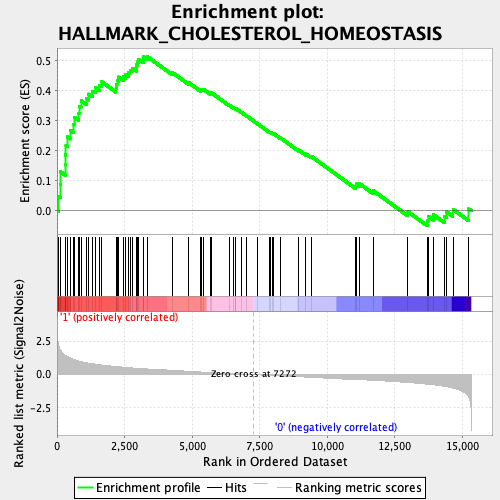 Enrichment plot:
HALLMARK_CHOLESTEROL_HOMEOSTASIS
Enrichment score (ES)
0.5
0.4
0.3
0.2
0.1
0.0
'1' (positively correlated)
Ranked list metric (Signal2Noise)
2.5
0.0
-2.5
Zero cross at 7272
'0' (negatively correlated)
0
2,500
5,000
7,500
10,000
12,500
15,000
Rank in Ordered Dataset
Enrichment profile
Hits
Ranking metric scores